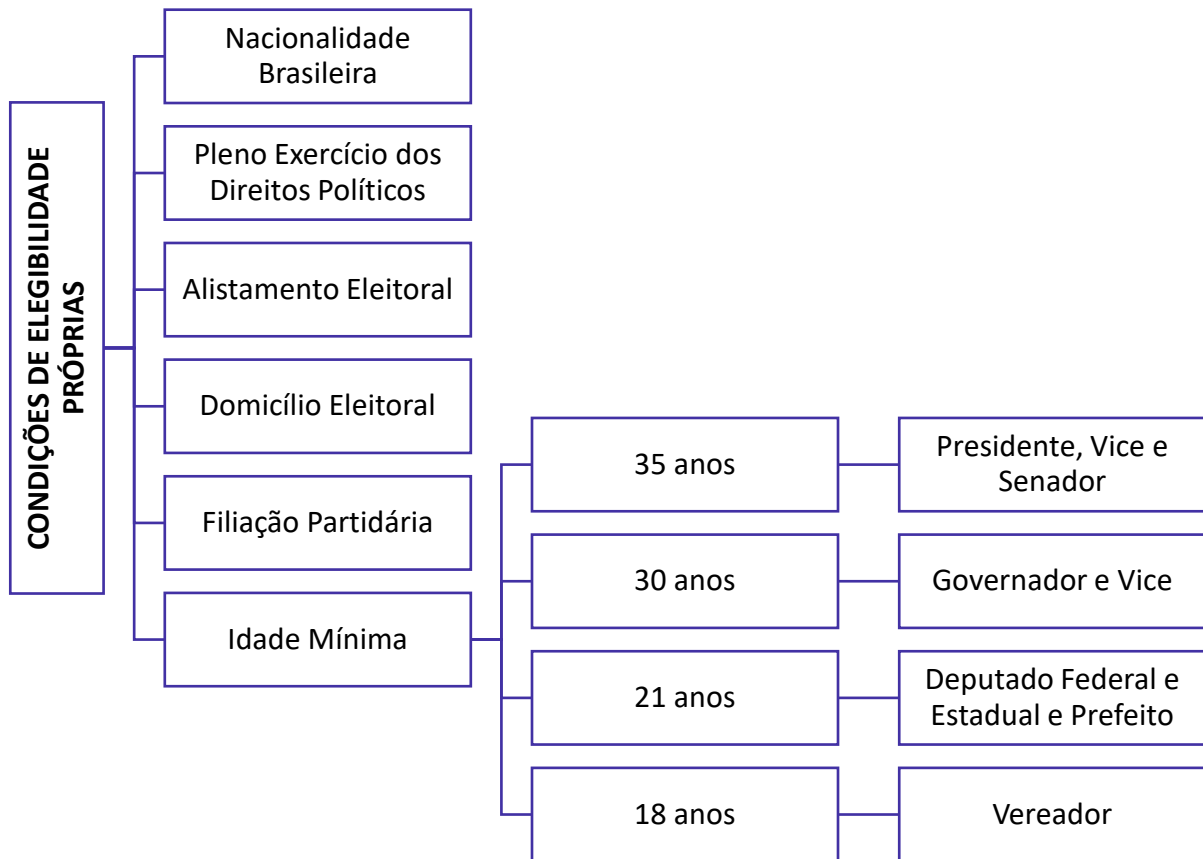 CONDIÇÕES DE ELEGIBILIDADE
PRÓPRIAS
Nacionalidade
Brasileira
Pleno Exercício dos
Direitos Políticos
Alistamento Eleitoral
Domicílio Eleitoral
Filiação Partidária
Idade Mínima
35 anos
Presidente, Vice e
Senador
30 anos
Governador e Vice
21 anos
Deputado Federal e
Estadual e Prefeito
18 anos
Vereador